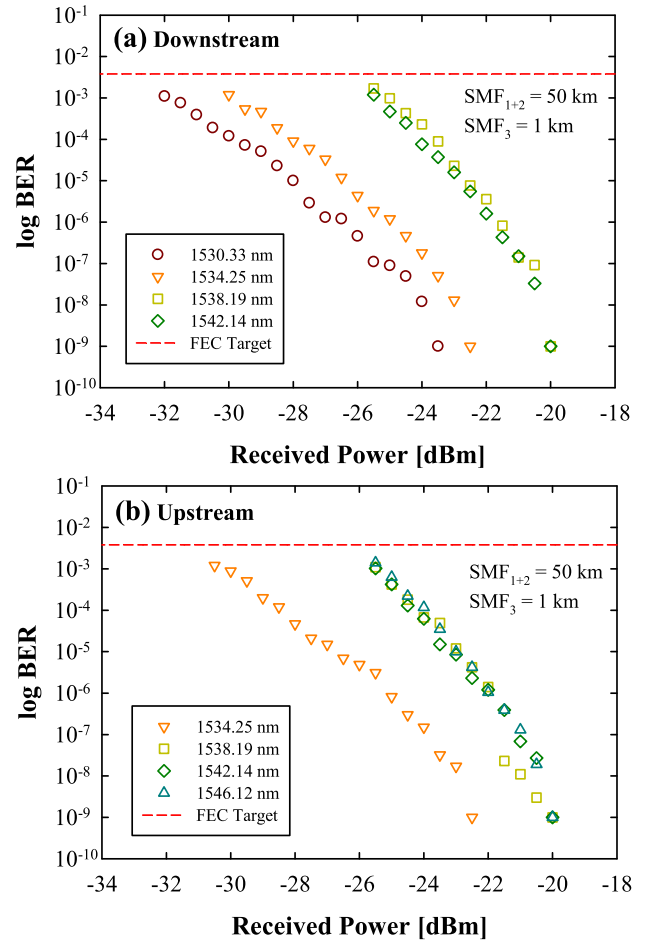 (a) Downstream
10-1
10-2
10-3
10-4
10-5
10-6
10-7
10-8
10-9
10-10
log BER
SMF1+2 = 50 km
SMF3 = 1 km
1530.33 nm
1534.25 nm
1538.19 nm
1542.14 nm
FEC Target
-34 -32 -30 -28 -26 -24 -22 -20 -18
Received Power [dBm]
(b) Upstream
10-1
10-2
10-3
10-4
10-5
10-6
10-7
10-8
10-9
10-10
log BER
SMF1+2 = 50 km
SMF3 = 1 km
1534.25 nm
1538.19 nm
1542.14 nm
1546.12 nm
FEC Target
-34 -32 -30 -28 -26 -24 -22 -20 -18
Received Power [dBm]